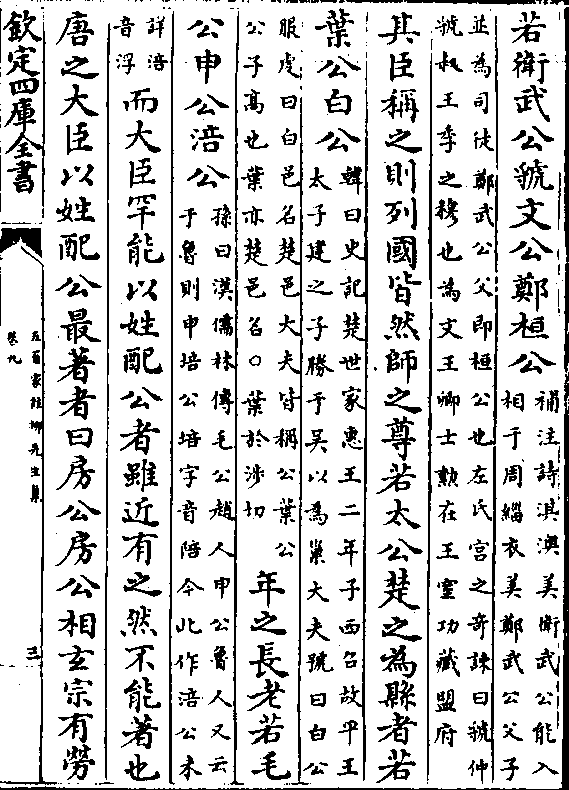 若衛武公虢文公鄭桓公補注詩淇澳美衛武公能入相于周緇衣美鄭武公父子
並為司徒鄭武公父即桓公也左氏宮之奇諫曰虢仲虢叔王季之穆也為文王卿士勲在王室功藏盟府
其臣稱之則列國皆然師之尊若太公楚之為縣者若
葉公白公韓曰史記楚世家惠王二年子西召故平王太子建之子勝于吳以為巢大夫號曰白公
服虔曰白邑名楚邑大夫皆稱公葉公公子高也葉亦楚邑名〇葉於涉切年之長老若毛
公申公涪公孫曰漢儒林傳毛公趙人申公魯人又云于魯則申培公培字音陪今此作涪公未
詳涪音浮而大臣罕能以姓配公者雖近有之然不能著也
唐之大臣以姓配公最著者曰房公房公相玄宗有勞
欽定四庫全書
五百家註柳先生集
卷九
三